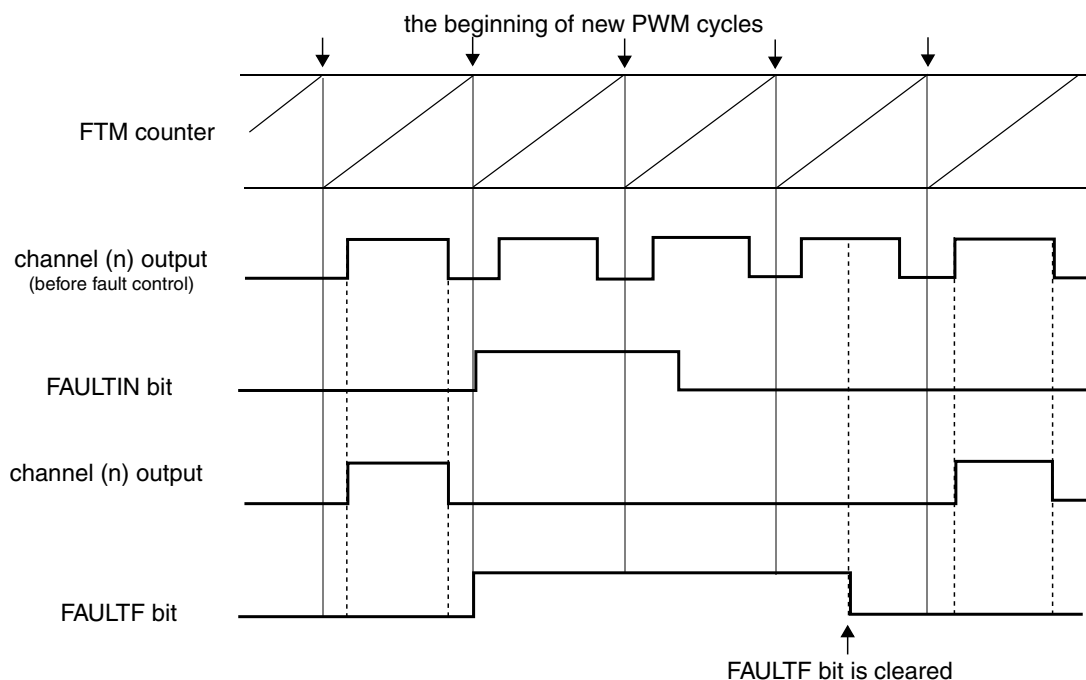 the beginning of new PWM cycles
FTM counter
channel (n) output
(before fault control)
FAULTIN bit
channel (n) output
FAULTF bit
FAULTF bit is cleared